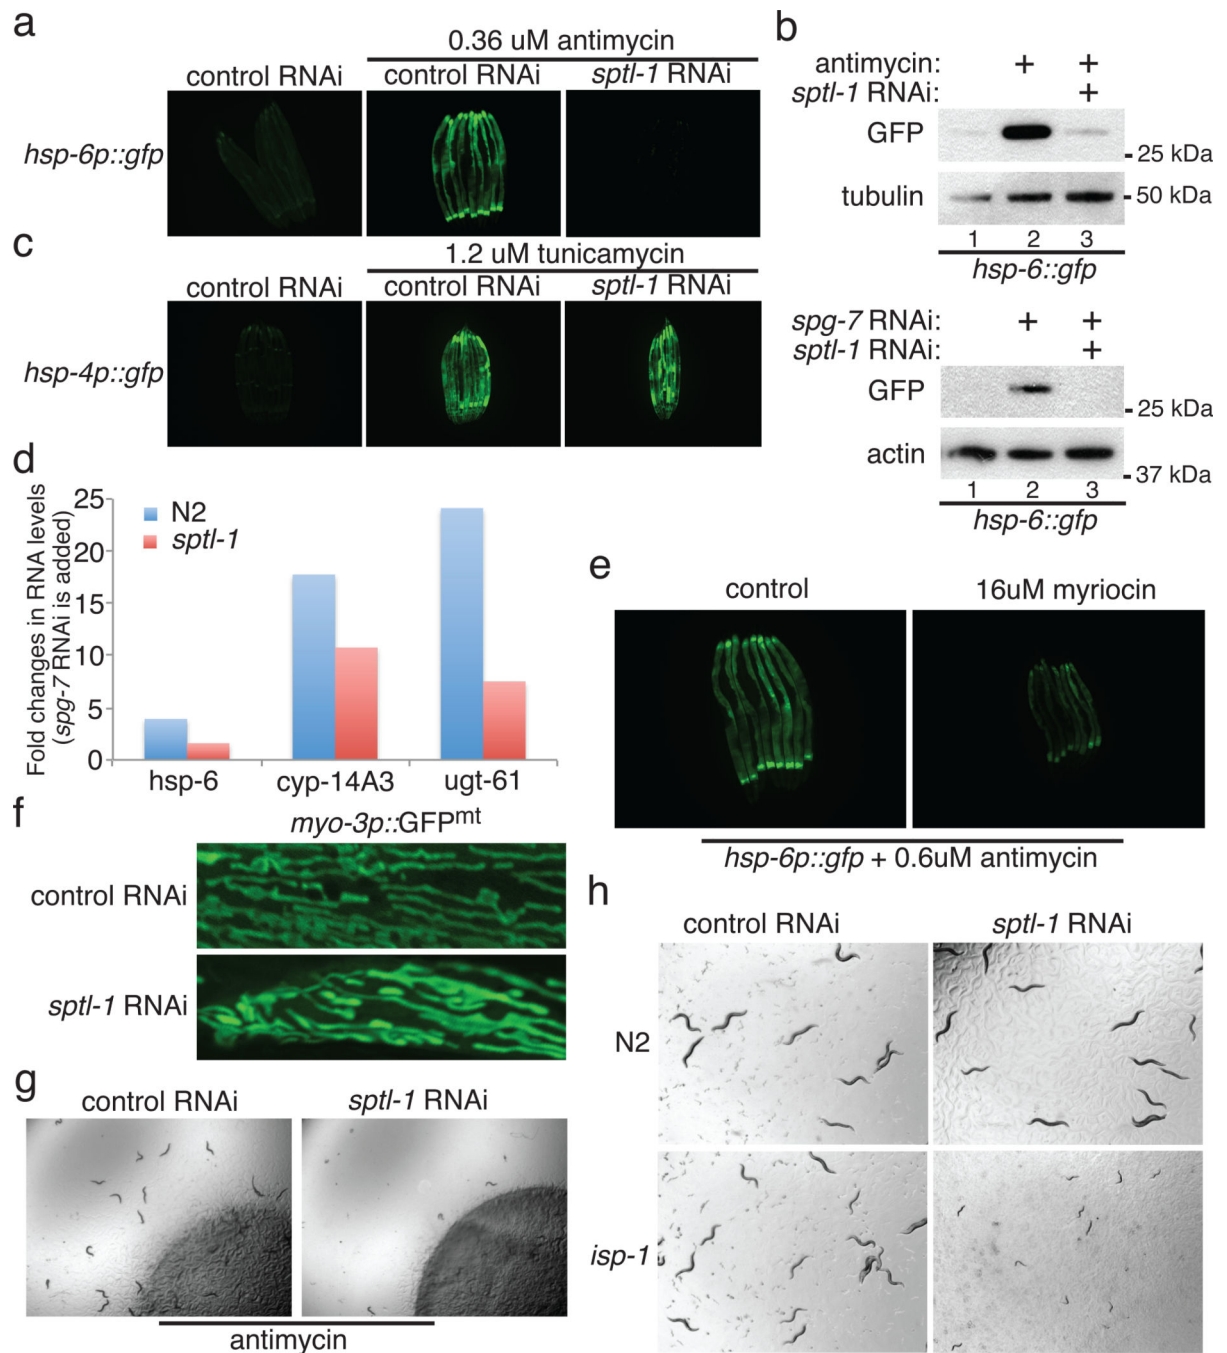 a
0.36 uM antimycin
control RNAi control RNAi sptl-1 RNAi
hsp-6p::gfp
b
antimycin: + +
sptl-1 RNAi: +
GFP
25 kDa
tubulin
50 kDa
1 2 3
hsp-6::gfp
spg-7 RNAi: + +
sptl-1 RNAi: +
GFP
25 kDa
actin
37 kDa
1 2 3
hsp-6::gfp
c
1.2 uM tunicamycin
control RNAi control RNAi sptl-1 RNAi
hsp-4p::gfp
d
Fold changes in RNA levels
(spg-7 RNAi is added)
25
20
15
10
5
0
N2
sptl-1
hsp-6 cyp-14A3 ugt-61
e
control 16uM myriocin
hsp-6p::gfp + 0.6uM antimycin
f
myo-3p::GFPmt
control RNAi
sptl-1 RNAi
g
control RNAi sptl-1 RNAi
antimycin
h
control RNAi sptl-1 RNAi
N2
isp-1